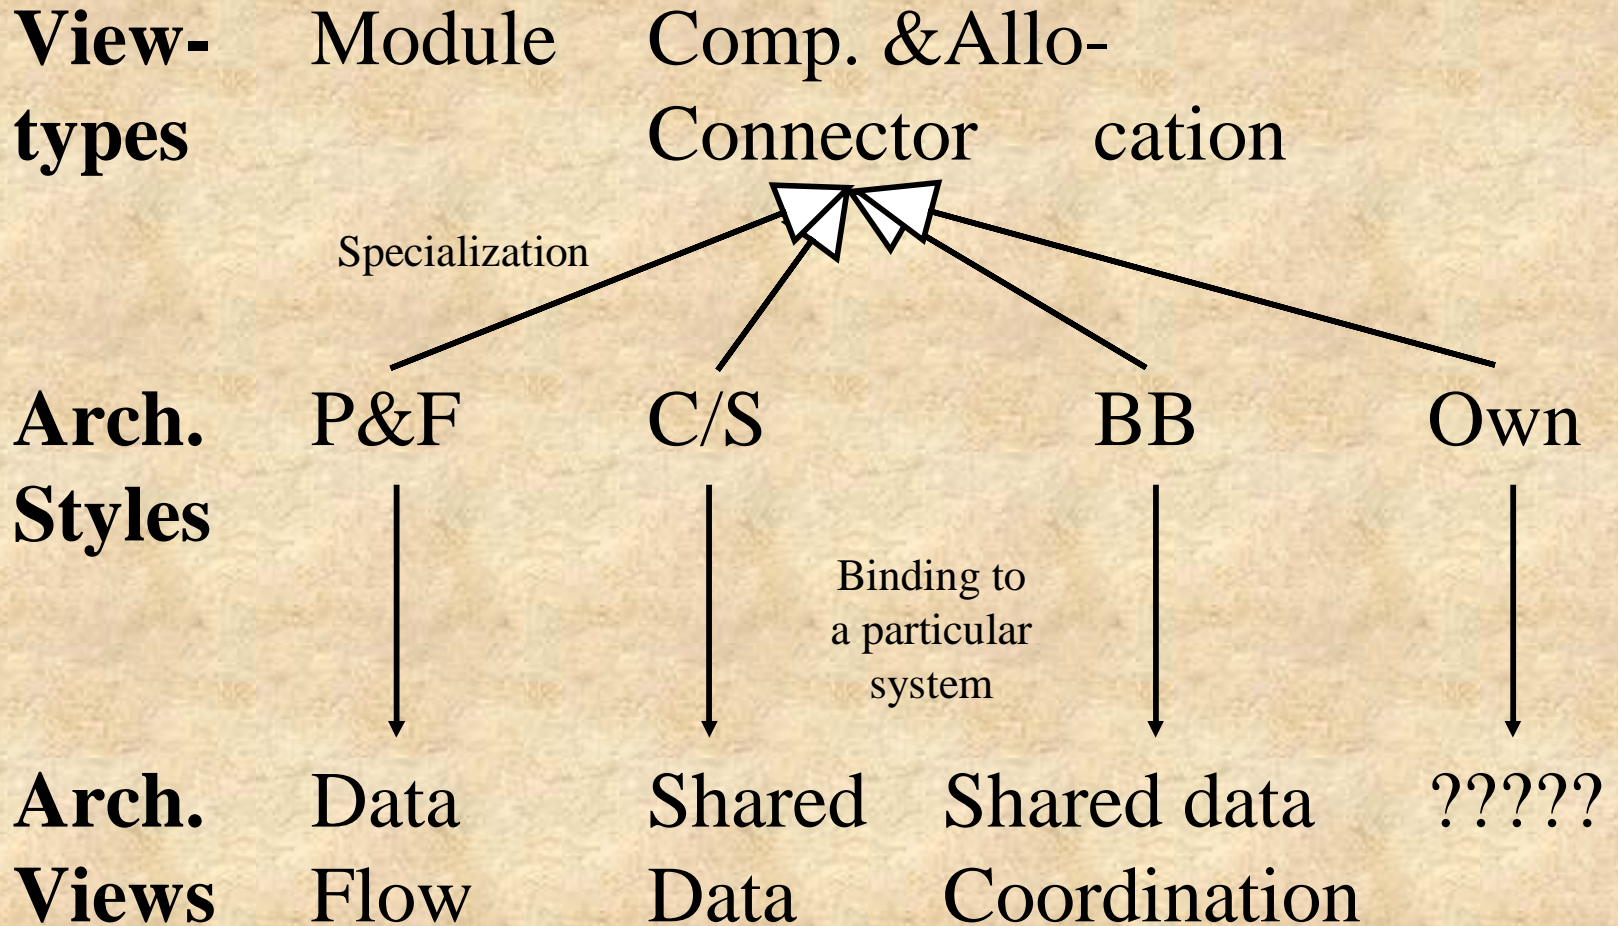 View- Module Comp. &Allo-
types Connector cation
Specialization
Arch. P&F C/S BB Own
Styles
Binding to
a particular
system
Arch. Data Shared Shared data ?????
Views Flow Data Coordination